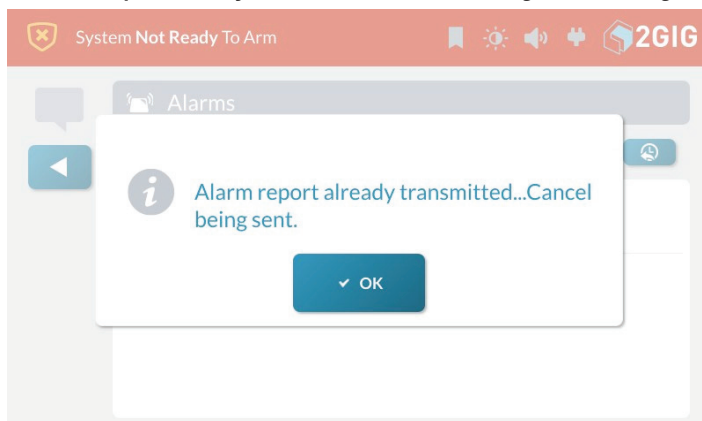 System Not Ready To Arm
2GIG
Alarms
Alarm report already transmitted...Cancel
being sent.
OK